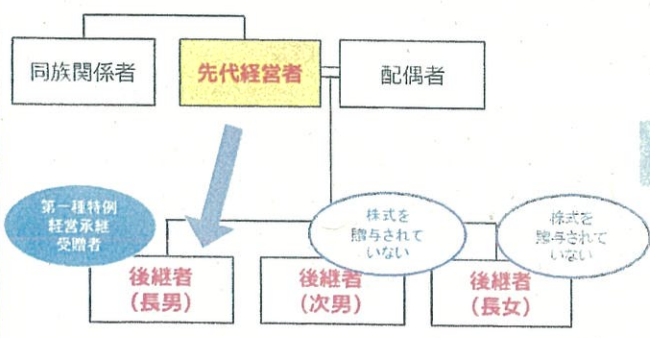 同族関係者
先代経営者
配偶者
第一種特例
経営承継
受贈者
株式を
贈与されて
いない
株式を
贈与されて
いない
後継者
（長男）
後継者
（次男）
後継者
（長女）